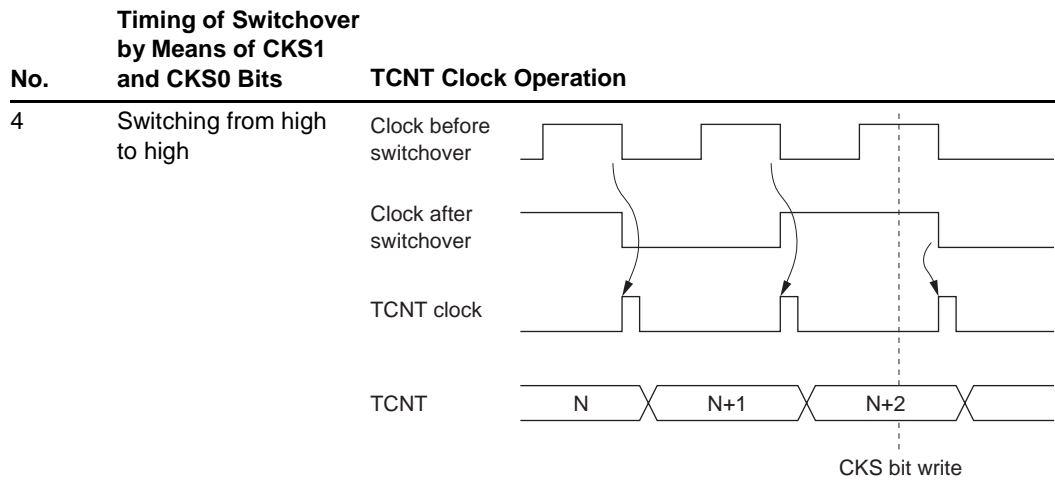 No.
Timing of Switchover
by Means of CKS1
and CKS0 Bits
TCNT Clock Operation
4
Switching from high
to high
Clock before
switchover
Clock after
switchover
TCNT clock
TCNT
N
N+1
N+2
CKS bit write